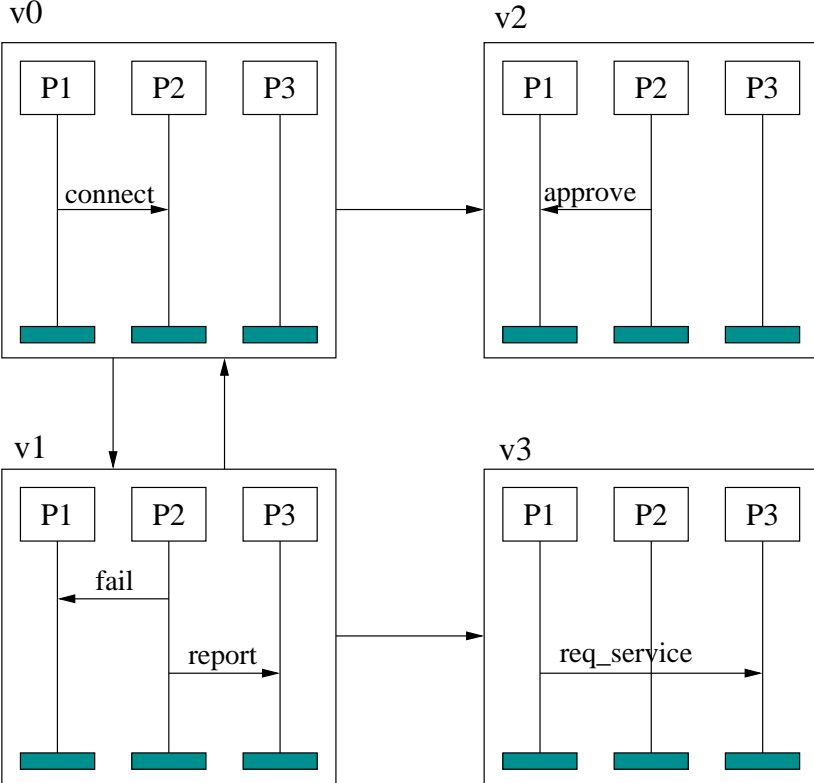 v0
P1 P2 P3
connect
v2
P1 P2 P3
approve
v1
P1 P2 P3
fail
report
v3
P1 P2 P3
req_service